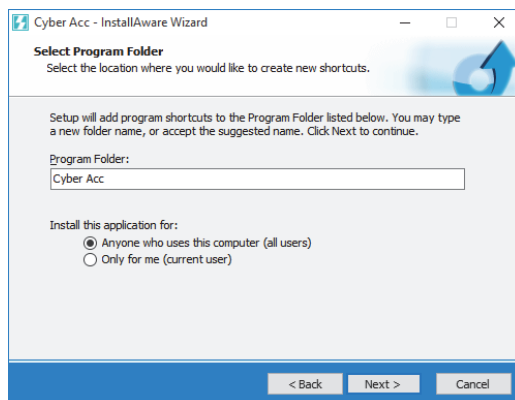 Cyber Acc - InstallAware Wizard
Select Program Folder
Select the location where you would like to create new shortcuts.
Setup will add program shortcuts to the Program Folder listed below. You may type
a new folder name, or accept the suggested name. Click Next to continue.
Program Folder:
Cyber Acc
Install this application for:
Anyone who uses this computer (all users)
Only for me (current user)
< Back
Next >
Cancel